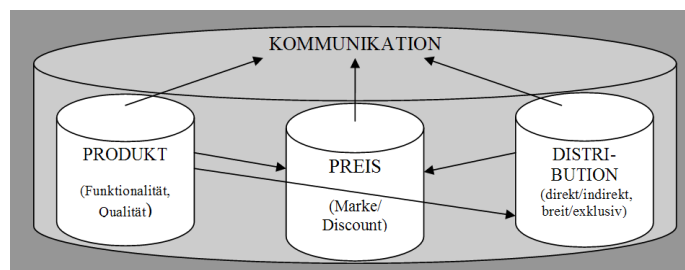 KOMMUNIKATION
PRODUKT
(Funktionalität,
Qualität)
PREIS
(Marke/
Discount)
DISTRI-
BUTION
(direkt/indirekt,
breit/exklusiv)